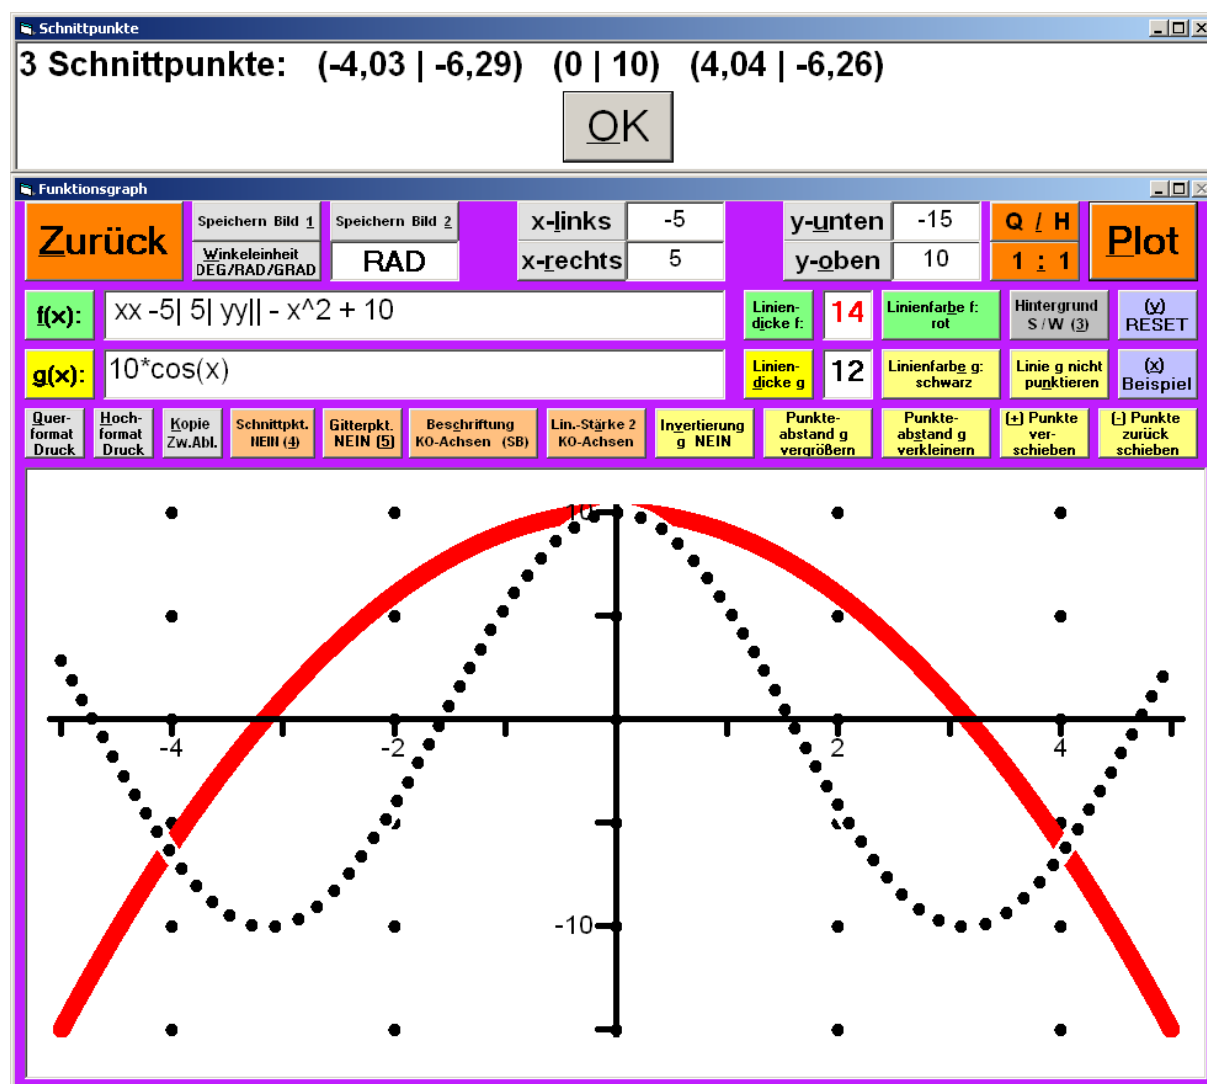 Schnittpunkte
3 Schnittpunkte: (-4,03 | -6,29) (0 | 10) (4,04 | -6,26)
OK
Funktionsgraph
Zurück
Speichern Bild 1
Speichern Bild 2
Winkeleinheit
DEG/RAD/GRAD
RAD
x-links
-5
x-rechts
5
y-unten
-15
y-oben
10
Q / H
1 : 1
Plot
f(x):
xx -5| 5| yy|| - x^2 + 10
Linien-
dicke f:
14
Linienfarbe f:
rot
Hintergrund
S/W (3)
(y)
RESET
g(x):
10*cos(x)
Linien-
dicke g
12
Linienfarbe g:
schwarz
Linie g nicht
punktieren
(x)
Beispiel
Quer-
format
Druck
Hoch-
format
Druck
Kopie
Zw.Abl.
Schnittpkt.
NEIN (4)
Gitterpkt.
NEIN (5)
Beschriftung
KO-Achsen (SB)
Lin.-Stärke 2
KO-Achsen
Invertierung
g NEIN
Punkte-
abstand g
vergrößern
Punkte-
abstand g
verkleinern
(+) Punkte
ver-
schieben
(-) Punkte
zurück
schieben
10
-4
-2
2
4
-10